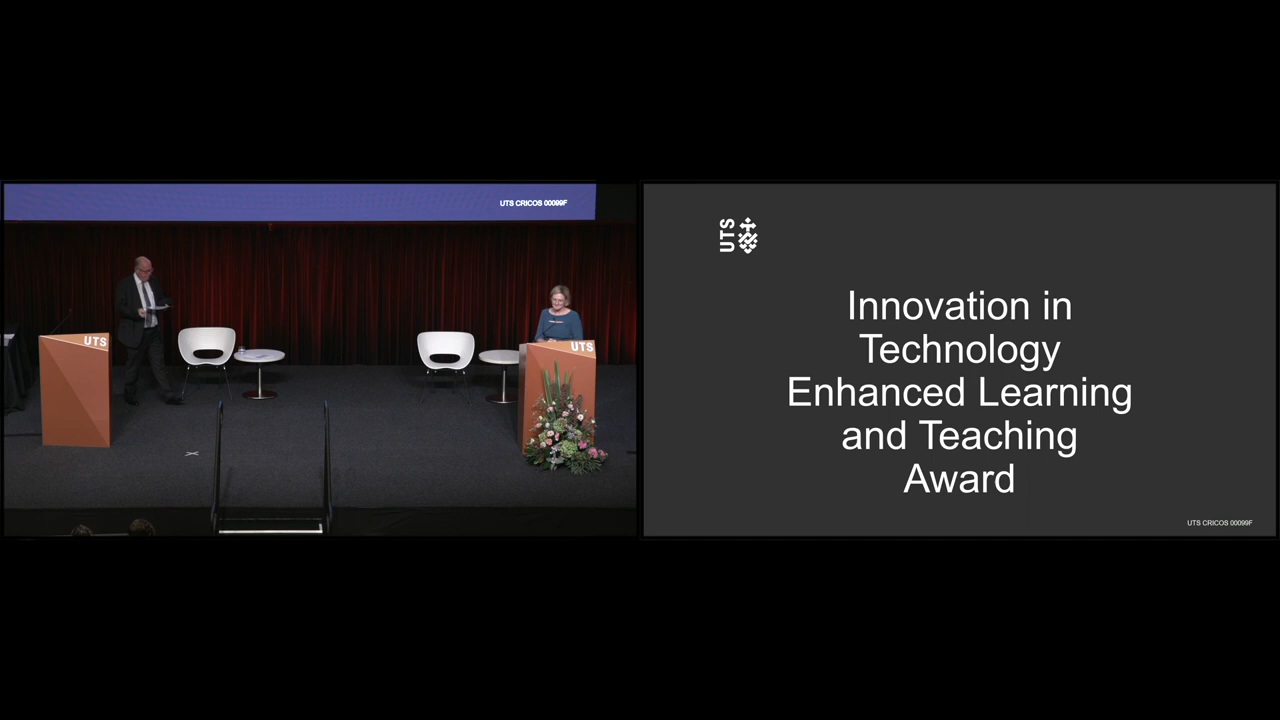 UTS CRICOS 00099F
UTS
UTS
UTS
Innovation in
Technology
Enhanced Learning
and Teaching
Award
UTS CRICOS 00099F